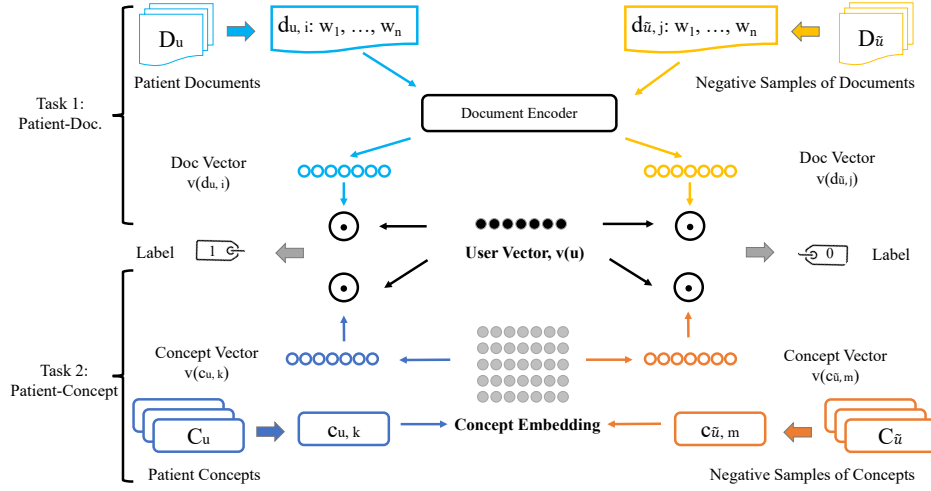 Du
du, i: w1, …, wn
dũ, j: w1, …, wn
Dũ
Patient Documents
Negative Samples of Documents
Task 1:
Patient-Doc.
Document Encoder
Doc Vector
v(du, i)
Doc Vector
v(dũ, j)
Label
1
User Vector, v(u)
0
Label
Concept Vector
v(cu, k)
Concept Vector
v(cũ, m)
Task 2:
Patient-Concept
Cu
cu, k
Concept Embedding
cũ, m
Cũ
Patient Concepts
Negative Samples of Concepts